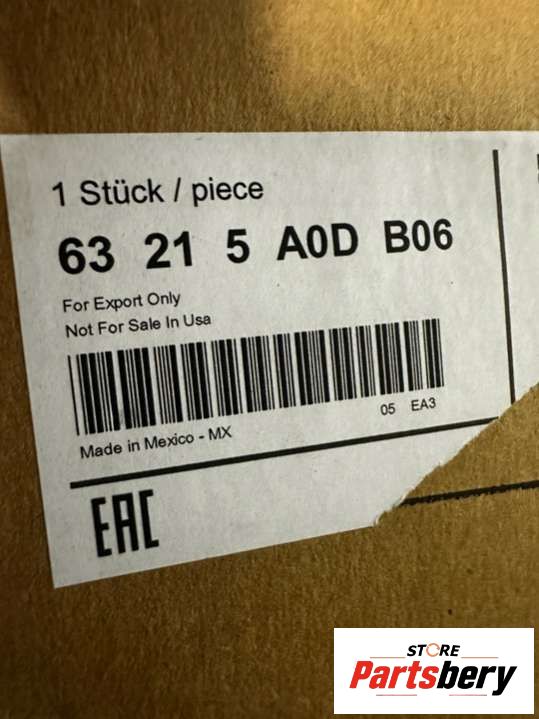 1 Stück / piece
63 21 5 A0D B06
For Export Only
Not For Sale In Usa
05 EA3
Made in Mexico - MX
EAC
STORE
Partsbery